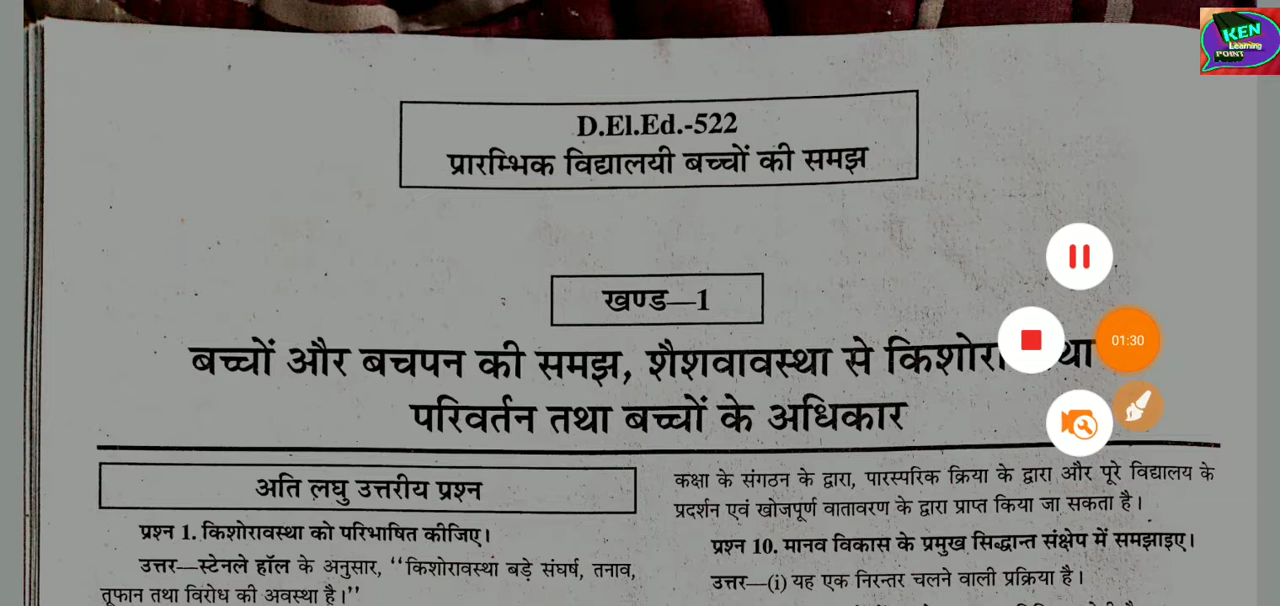 KEN
Learning
POINT
D.El.Ed.-522
प्रारम्भिक विद्यालयी बच्चों की समझ
खण्ड—1
बच्चों और बचपन की समझ, शैशवावस्था से
परिवर्तन तथा बच्चों के अधिकार
01:30
अति लघु उत्तरीय प्रश्न
प्रश्न 1. किशोरावस्था को परिभाषित कीजिए।
उत्तर—स्टेनले हॉल के अनुसार, ‘‘किशोरावस्था बड़े संघर्ष, तनाव,
तूफान तथा विरोध की अवस्था है।’’
कक्षा के संगठन के द्वारा, पारस्परिक क्रिया के द्वारा और पूरे विद्यालय के
प्रदर्शन एवं खोजपूर्ण वातावरण के द्वारा प्राप्त किया जा सकता है।
प्रश्न 10. मानव विकास के प्रमुख सिद्धान्त संक्षेप में समझाइए।
उत्तर—(i) यह एक निरन्तर चलने वाली प्रक्रिया है।